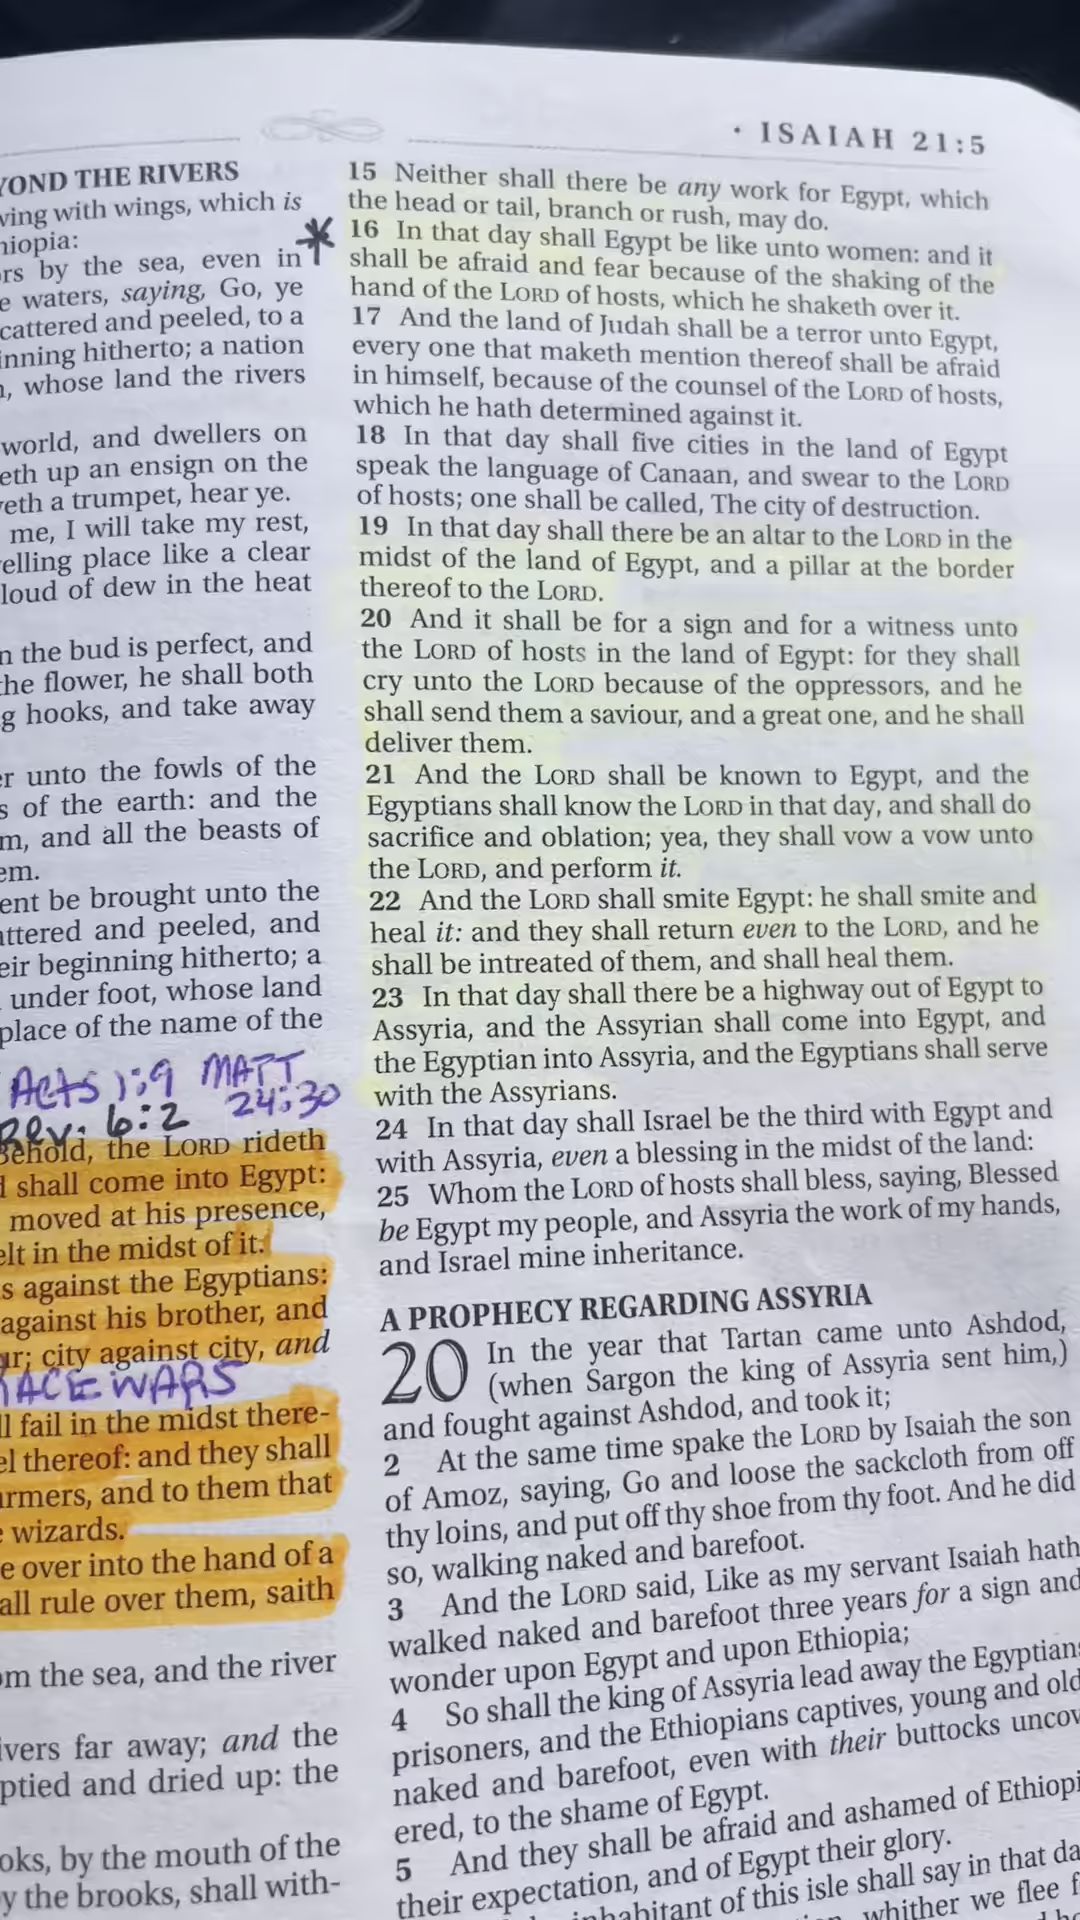 • ISAIAH 21:5
YOND THE RIVERS
wing with wings, which is
hiopia:
ors by the sea, even in
e waters, saying, Go, ye
cattered and peeled, to a
inning hitherto; a nation
, whose land the rivers
world, and dwellers on
eth up an ensign on the
eth a trumpet, hear ye.
me, I will take my rest,
elling place like a clear
loud of dew in the heat
n the bud is perfect, and
the flower, he shall both
g hooks, and take away
er unto the fowls of the
s of the earth: and the
m, and all the beasts of
em.
ent be brought unto the
attered and peeled, and
eir beginning hitherto; a
under foot, whose land
place of the name of the
ACtS 1:9 MATT
24:30
Rev. 6:2
Behold, the LORD rideth
d shall come into Egypt:
moved at his presence,
elt in the midst of it.
s against the Egyptians:
against his brother, and
ur; city against city, and
RACE WARS
ll fail in the midst there-
el thereof: and they shall
armers, and to them that
e wizards.
e over into the hand of a
all rule over them, saith
om the sea, and the river
ivers far away; and the
ptied and dried up: the
oks, by the mouth of the
y the brooks, shall with-
15 Neither shall there be any work for Egypt, which
the head or tail, branch or rush, may do.
* 16 In that day shall Egypt be like unto women: and it
shall be afraid and fear because of the shaking of the
hand of the LORD of hosts, which he shaketh over it.
17 And the land of Judah shall be a terror unto Egypt,
every one that maketh mention thereof shall be afraid
in himself, because of the counsel of the LORD of hosts,
which he hath determined against it.
18 In that day shall five cities in the land of Egypt
speak the language of Canaan, and swear to the LORD
of hosts; one shall be called, The city of destruction.
19 In that day shall there be an altar to the LORD in the
midst of the land of Egypt, and a pillar at the border
thereof to the LORD.
20 And it shall be for a sign and for a witness unto
the LORD of hosts in the land of Egypt: for they shall
cry unto the LORD because of the oppressors, and he
shall send them a saviour, and a great one, and he shall
deliver them.
21 And the LORD shall be known to Egypt, and the
Egyptians shall know the LORD in that day, and shall do
sacrifice and oblation; yea, they shall vow a vow unto
the LORD, and perform it.
22 And the LORD shall smite Egypt: he shall smite and
heal it: and they shall return even to the LORD, and he
shall be intreated of them, and shall heal them.
23 In that day shall there be a highway out of Egypt to
Assyria, and the Assyrian shall come into Egypt, and
the Egyptian into Assyria, and the Egyptians shall serve
with the Assyrians.
24 In that day shall Israel be the third with Egypt and
with Assyria, even a blessing in the midst of the land:
25 Whom the LORD of hosts shall bless, saying, Blessed
be Egypt my people, and Assyria the work of my hands,
and Israel mine inheritance.
A PROPHECY REGARDING ASSYRIA
20 In the year that Tartan came unto Ashdod,
(when Sargon the king of Assyria sent him,)
and fought against Ashdod, and took it;
2 At the same time spake the LORD by Isaiah the son
of Amoz, saying, Go and loose the sackcloth from off
thy loins, and put off thy shoe from thy foot. And he did
so, walking naked and barefoot.
3 And the LORD said, Like as my servant Isaiah hath
walked naked and barefoot three years for a sign and
wonder upon Egypt and upon Ethiopia;
4 So shall the king of Assyria lead away the Egyptians
prisoners, and the Ethiopians captives, young and old
naked and barefoot, even with their buttocks uncov
ered, to the shame of Egypt.
5 And they shall be afraid and ashamed of Ethiopi
their expectation, and of Egypt their glory.
inhabitant of this isle shall say in that da
whither we flee f